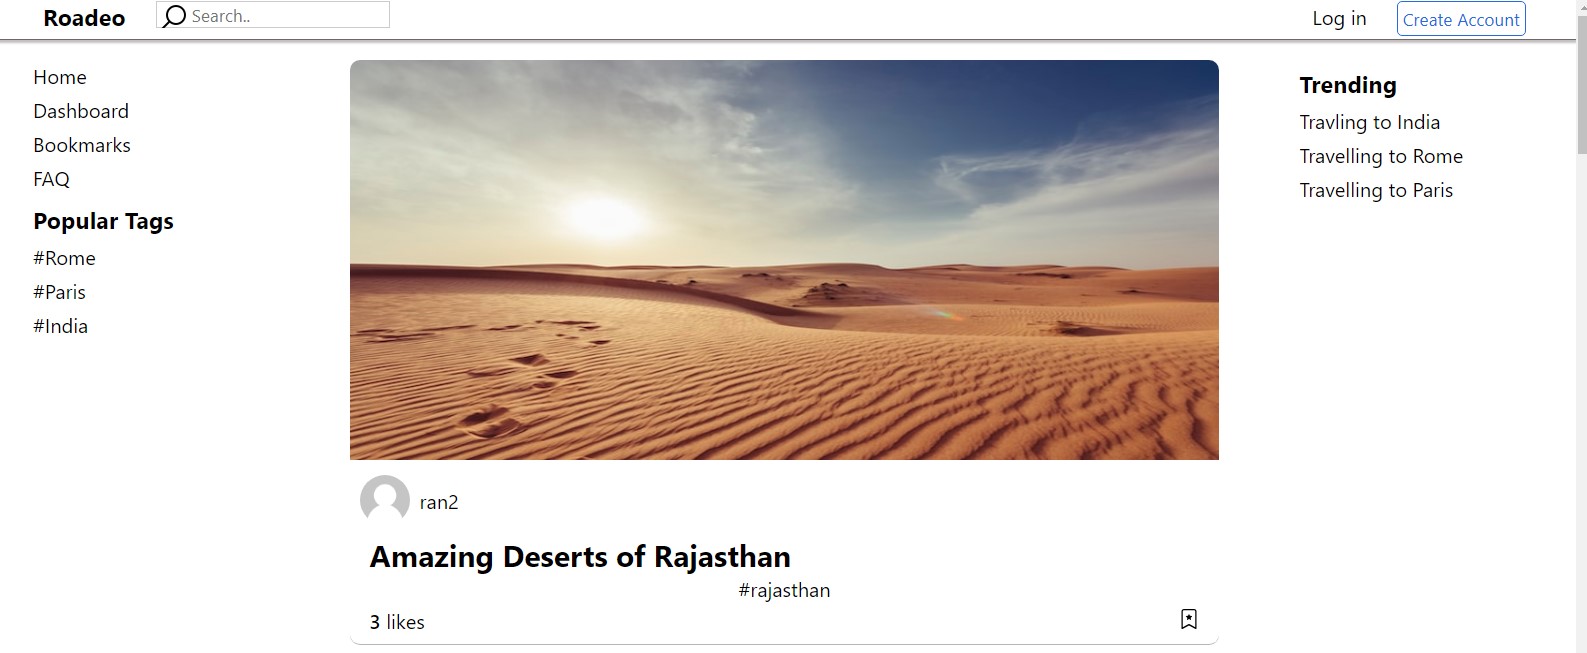 Roadeo
Search..
Log in
Create Account
Home
Dashboard
Bookmarks
FAQ
Popular Tags
#Rome
#Paris
#India
ran2
Amazing Deserts of Rajasthan
#rajasthan
3 likes
Trending
Travling to India
Travelling to Rome
Travelling to Paris